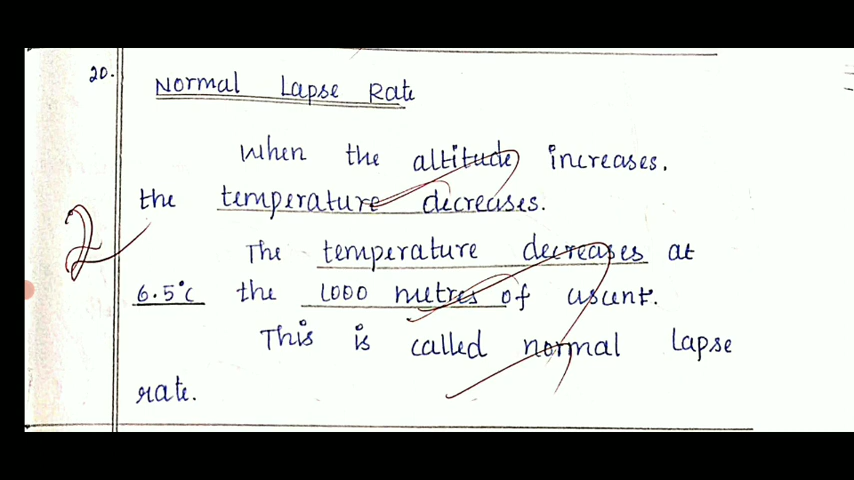 20.
Normal Lapse Rate
When the altitude increases.
the temperature decreases.
2
The temperature decreases at
6.5°c the 1000 metres of ascent.
This is called normal lapse
rate.